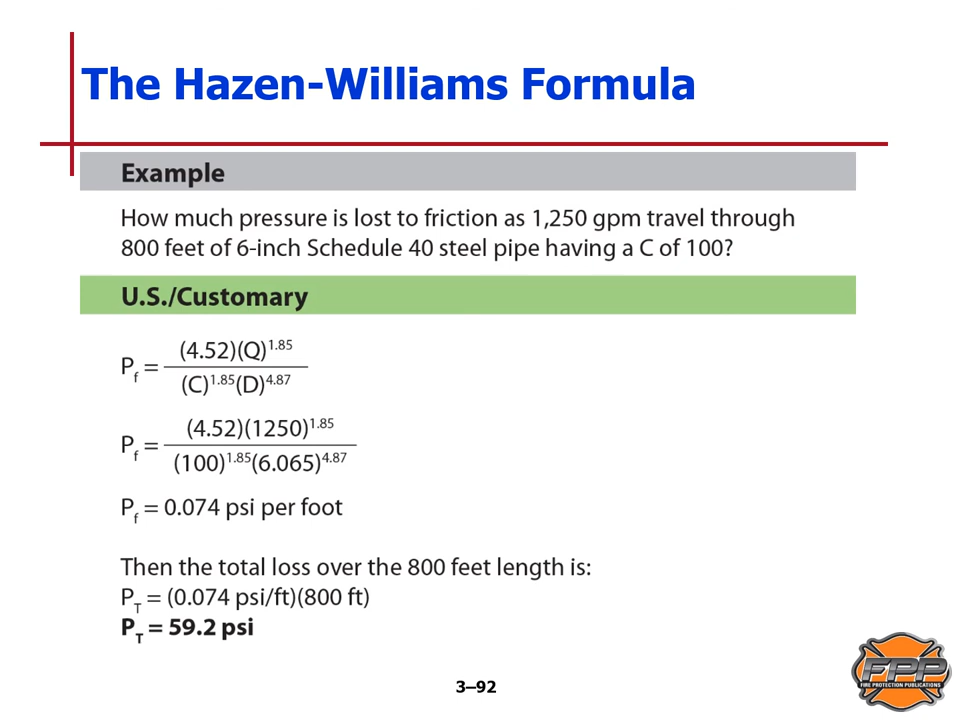 The Hazen-Williams Formula
Example
How much pressure is lost to friction as 1,250 gpm travel through
800 feet of 6-inch Schedule 40 steel pipe having a C of 100?
U.S./Customary
P_f = (4.52)(Q)^1.85 / (C)^1.85(D)^4.87
P_f = (4.52)(1250)^1.85 / (100)^1.85(6.065)^4.87
P_f = 0.074 psi per foot
Then the total loss over the 800 feet length is:
P_T = (0.074 psi/ft)(800 ft)
P_T = 59.2 psi
3–92
FPP
FIRE PROTECTION PUBLICATIONS